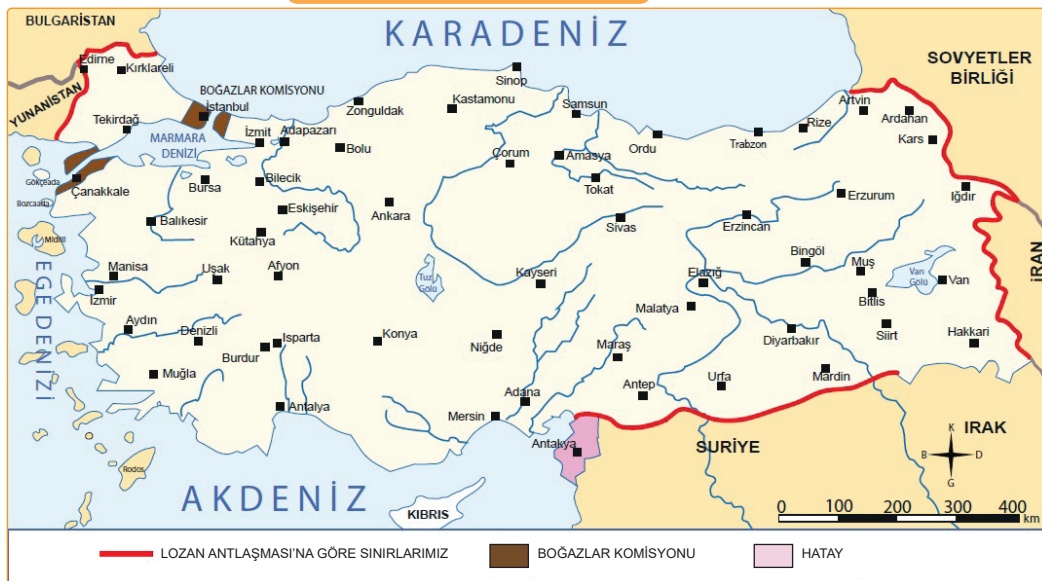 BULGARİSTAN
KARADENİZ
SOVYETLER
BİRLİĞİ
Edirne
Kırklareli
YUNANİSTAN
BOĞAZLAR KOMİSYONU
İstanbul
Tekirdağ
MARMARA
DENİZİ
İzmit
Adapazarı
Zonguldak
Bolu
Kastamonu
Sinop
Samsun
Çorum
Amasya
Tokat
Ordu
Trabzon
Rize
Artvin
Ardahan
Kars
Iğdır
Erzurum
Gökçeada
Bozcaada
Çanakkale
Bursa
Bilecik
Eskişehir
Ankara
Balıkesir
Kütahya
Sivas
Erzincan
Bingöl
Muş
Van
Gölü
Van
Bitlis
Siirt
Hakkari
İRAN
Midilli
EGE DENİZİ
Manisa
İzmir
Uşak
Afyon
Tuz
Gölü
Kayseri
Elazığ
Malatya
Diyarbakır
Mardin
Aydın
Denizli
Isparta
Burdur
Konya
Niğde
Maraş
Antep
Urfa
Muğla
Antalya
Mersin
Adana
Antakya
SURİYE
IRAK
Rodos
AKDENİZ
KIBRIS
K
B
D
G
0 100 200 300 400
km
LOZAN ANTLAŞMASI'NA GÖRE SINIRLARIMIZ
BOĞAZLAR KOMİSYONU
HATAY